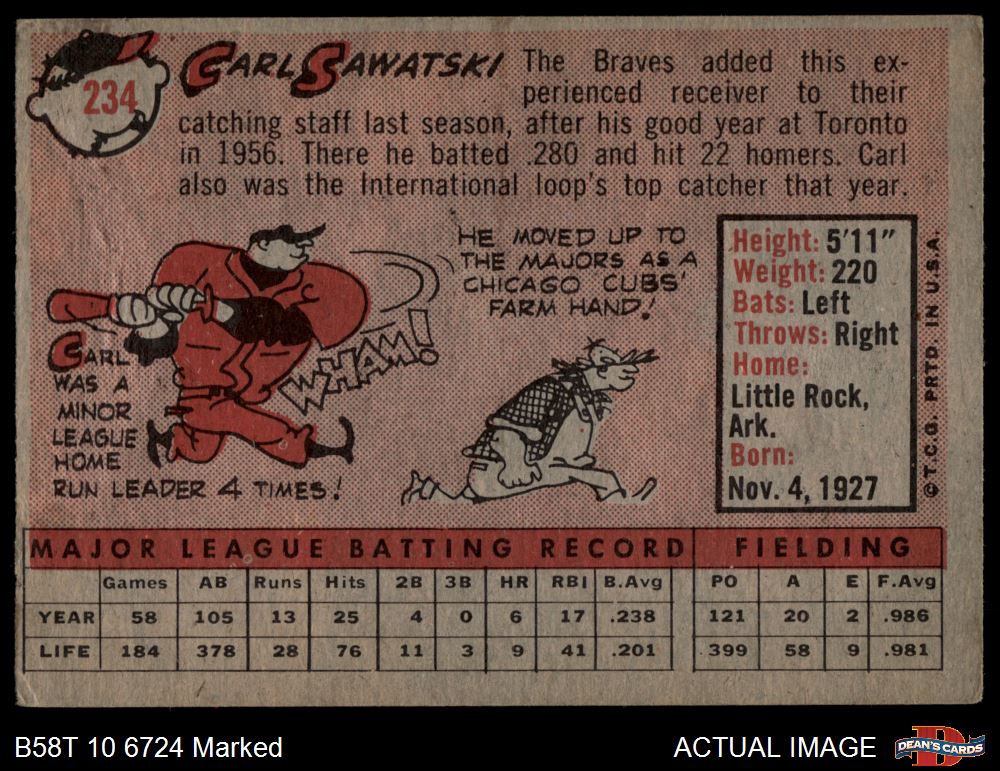 234
CARL SAWATSKI
The Braves added this ex-
perienced receiver to their
catching staff last season, after his good year at Toronto
in 1956. There he batted .280 and hit 22 homers. Carl
also was the International loop's top catcher that year.
HE MOVED UP TO
THE MAJORS AS A
CHICAGO CUBS'
FARM HAND!
WHAM!
CARL
WAS A
MINOR
LEAGUE
HOME
RUN LEADER 4 TIMES!
Height: 5'11"
Weight: 220
Bats: Left
Throws: Right
Home:
Little Rock,
Ark.
Born:
Nov. 4, 1927
© T.C.G. PRTD. IN U.S.A.
MAJOR LEAGUE BATTING RECORD FIELDING
Games AB Runs Hits 2B 3B HR RBI B.Avg PO A E F.Avg
YEAR 58 105 13 25 4 0 6 17 .238 121 20 2 .986
LIFE 184 378 28 76 11 3 9 41 .201 399 58 9 .981
B58T 10 6724 Marked
ACTUAL IMAGE
D
DEAN'S CARDS